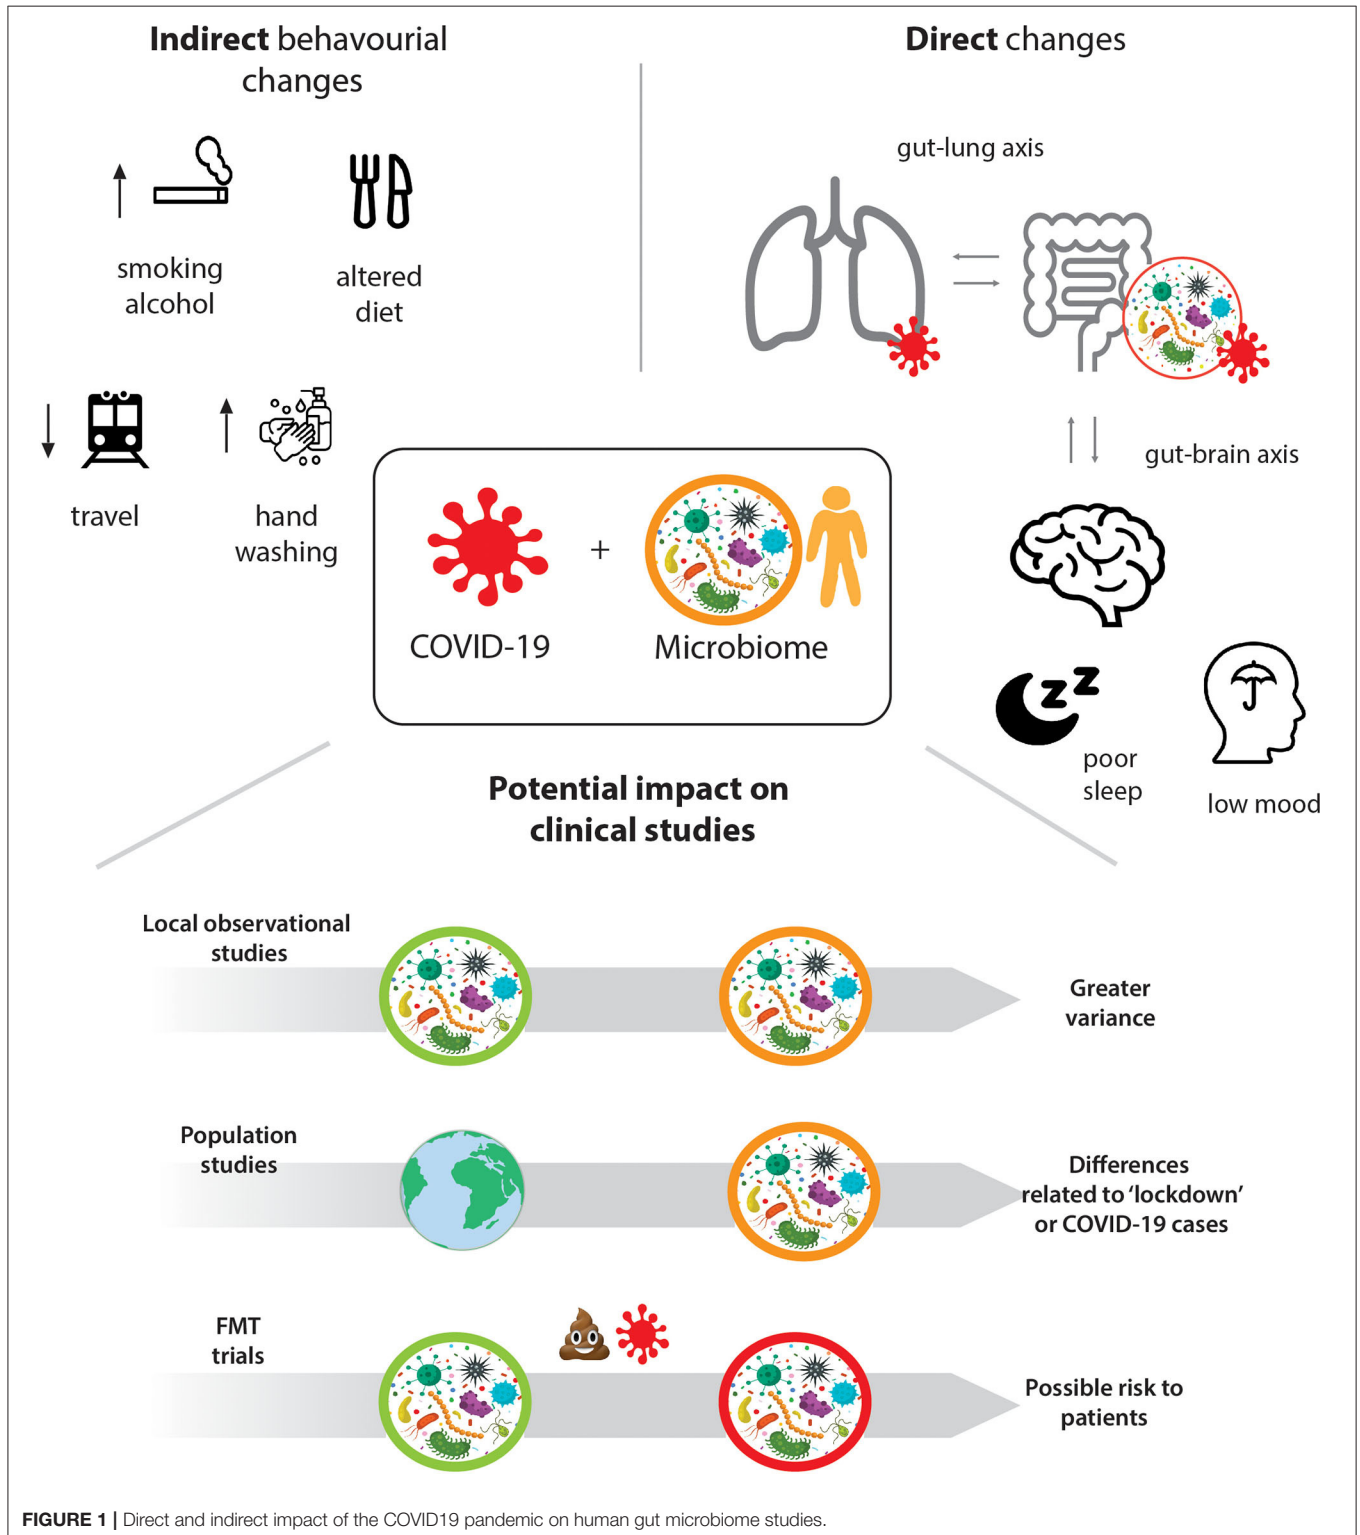 Indirect behavourial
changes
Direct changes
gut-lung axis
smoking
alcohol
altered
diet
travel
hand
washing
gut-brain axis
COVID-19
+
Microbiome
z z
poor
sleep
low mood
Potential impact on
clinical studies
Local observational
studies
Greater
variance
Population
studies
Differences
related to ‘lockdown’
or COVID-19 cases
FMT
trials
Possible risk to
patients
FIGURE 1 | Direct and indirect impact of the COVID19 pandemic on human gut microbiome studies.